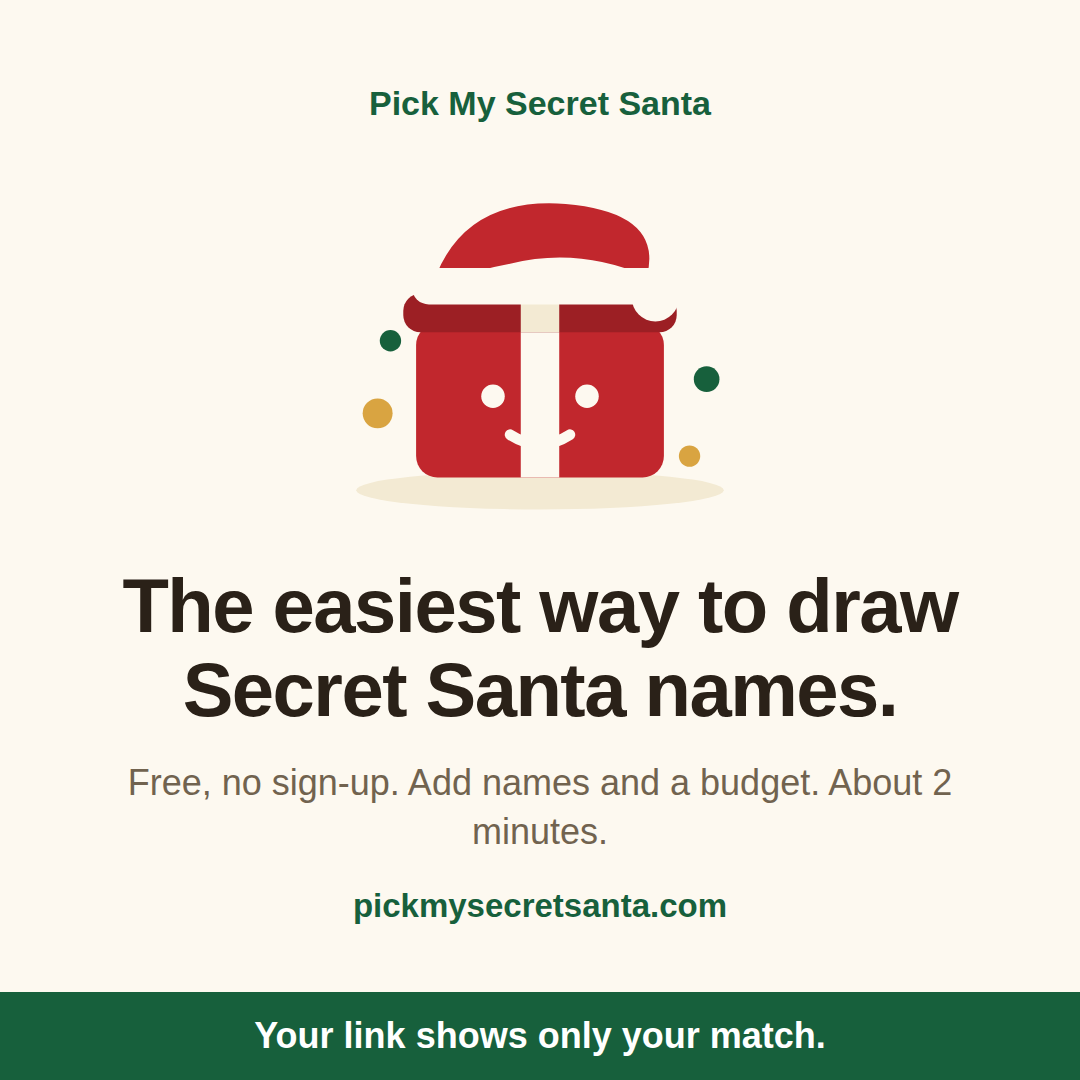 Pick My Secret Santa
The easiest way to draw
Secret Santa names.
Free, no sign-up. Add names and a budget. About 2
minutes.
pickmysecretsanta.com
Your link shows only your match.